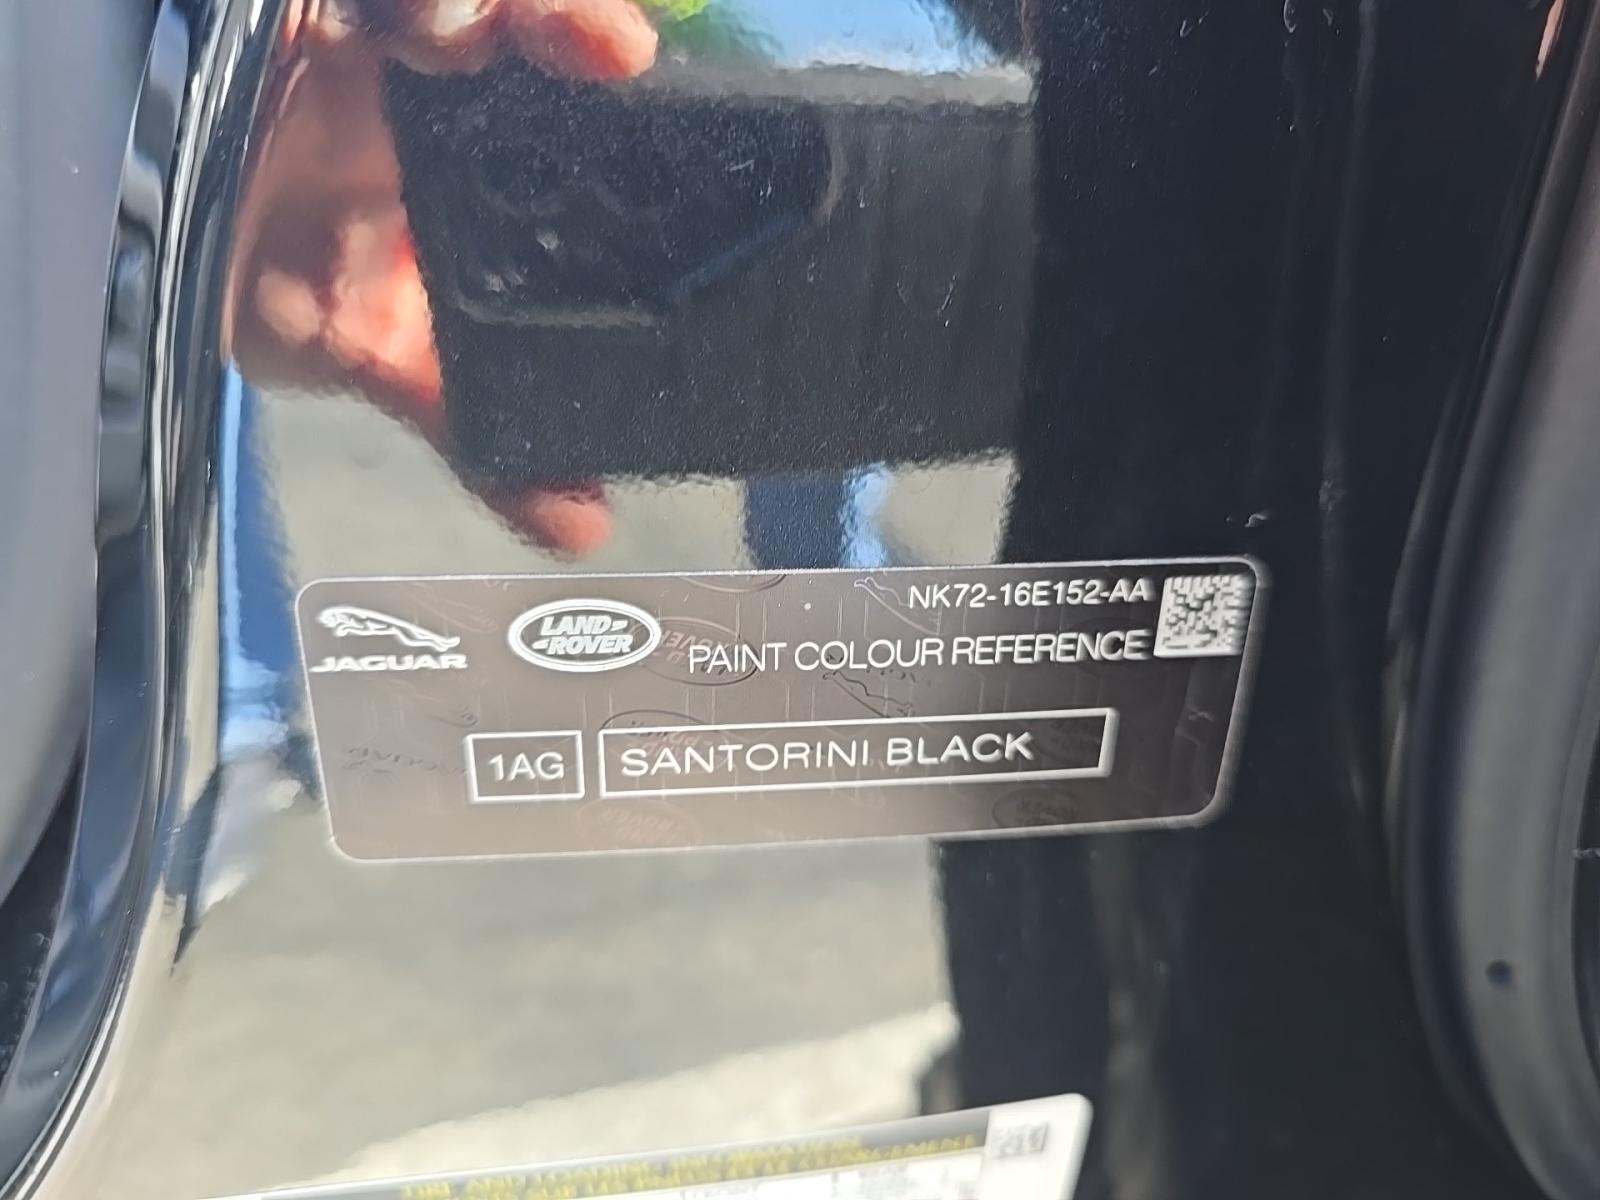 JAGUAR
LAND-
-ROVER
NK72-16E152-AA
PAINT COLOUR REFERENCE
1AG
SANTORINI BLACK